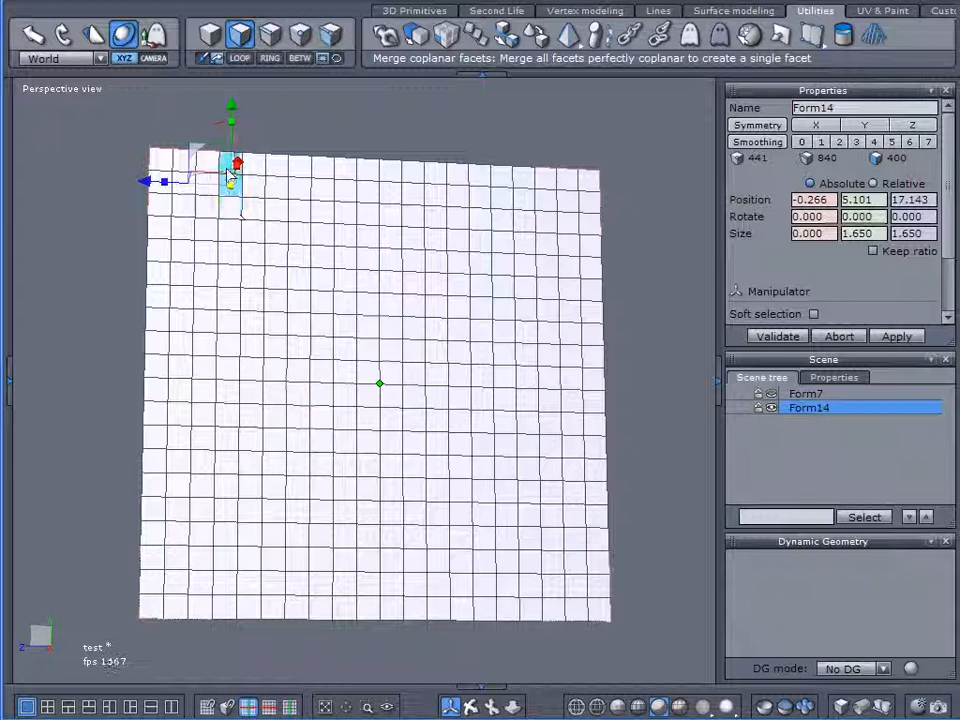 3D Primitives Second Life Vertex modeling Lines Surface modeling Utilities UV & Paint Custo
World XYZ CAMERA LOOP RING BETW Merge coplanar facets: Merge all facets perfectly coplanar to create a single facet
Perspective view
Properties
Name Form14
Symmetry X Y Z
Smoothing 0 1 2 3 4 5 6 7
441 840 400
Absolute Relative
Position -0.266 5.101 17.143
Rotate 0.000 0.000 0.000
Size 0.000 1.650 1.650
Keep ratio
Manipulator
Soft selection
Validate Abort Apply
Scene
Scene tree Properties
Form7
Form14
Select
Dynamic Geometry
DG mode: No DG
Z
test *
fps